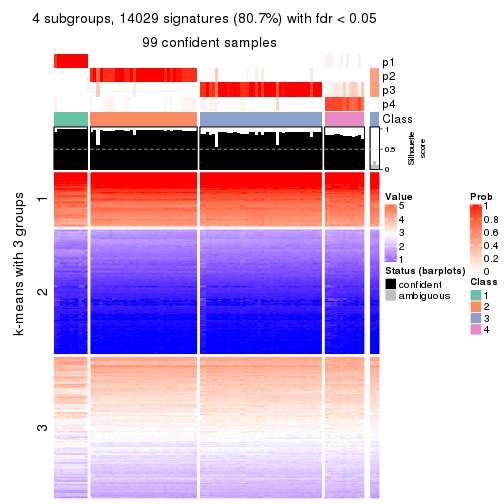 4 subgroups, 14029 signatures (80.7%) with fdr < 0.05
99 confident samples
p1
p2
p3
p4
Class
1
0.5
0
Silhouette
score
k-means with 3 groups
1
2
3
Value
5
4
3
2
1
Status (barplots)
confident
ambiguous
Prob
1
0.8
0.6
0.4
0.2
0
Class
1
2
3
4